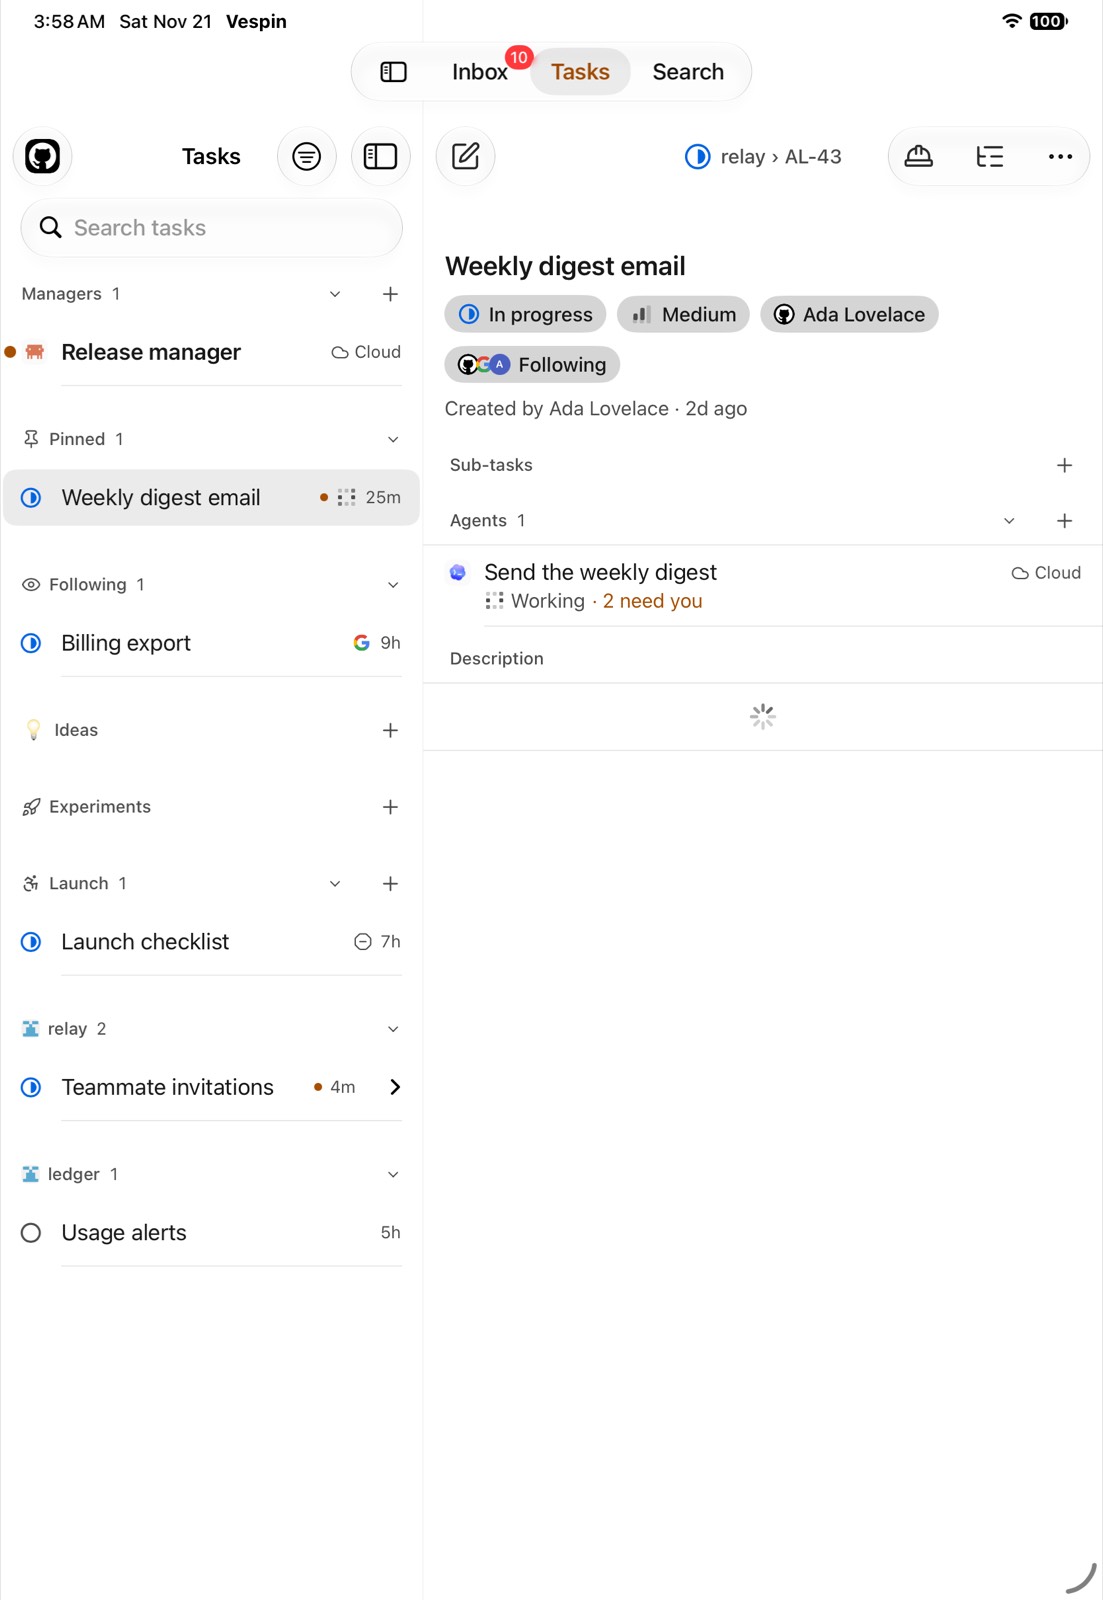 3:58 AM Sat Nov 21 Vespin
100
Inbox 10 Tasks Search
Tasks
relay › AL-43
Search tasks
Managers 1
Release manager Cloud
Pinned 1
Weekly digest email 25m
Following 1
Billing export 9h
Ideas
Experiments
Launch 1
Launch checklist 7h
relay 2
Teammate invitations 4m
ledger 1
Usage alerts 5h
Weekly digest email
In progress Medium Ada Lovelace
A Following
Created by Ada Lovelace · 2d ago
Sub-tasks
Agents 1
Send the weekly digest Cloud
Working · 2 need you
Description